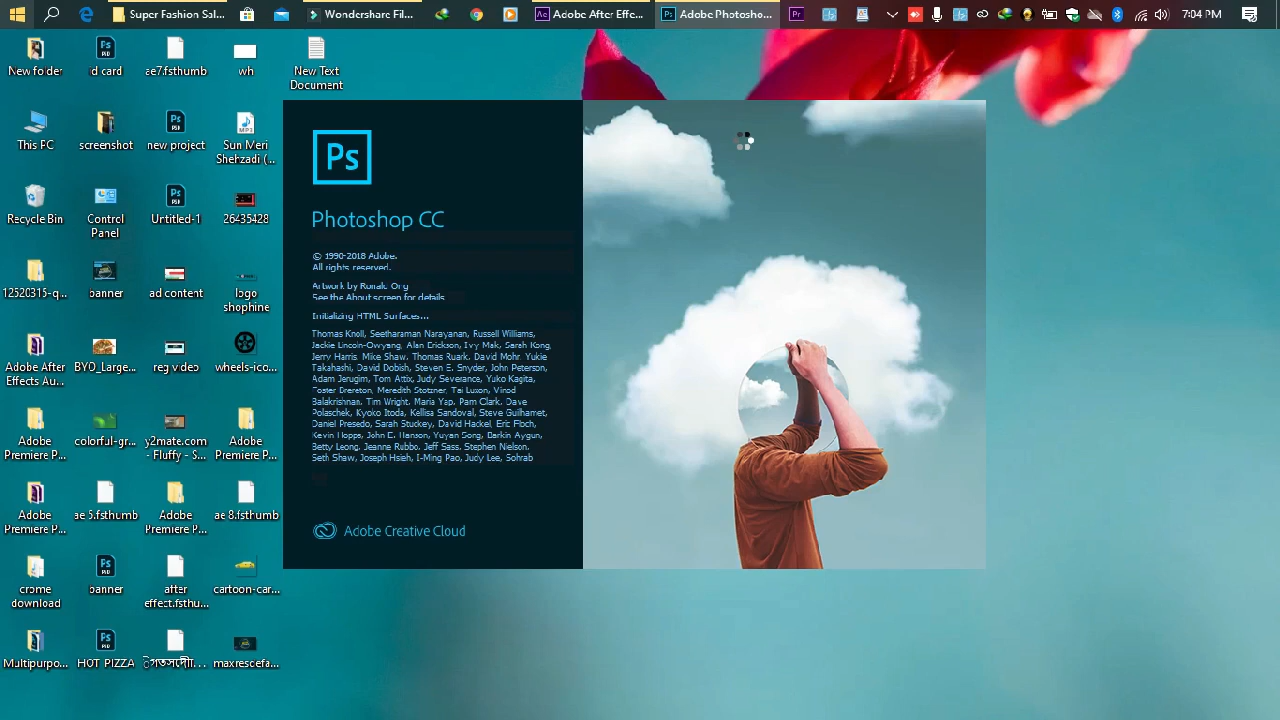 Super Fashion Sal...
Wondershare Fil...
Ae Adobe After Effe...
Ps Adobe Photosho...
Pr
7:04 PM
New folder
id card
ae7.fsthumb
wh
New Text
Document
This PC
screenshot
new project
Sun Meri
Shehzadi (...
Recycle Bin
Control
Panel
Untitled-1
26435428
12520315-q...
banner
ad content
logo
shophine
Adobe After
Effects Au...
BYO_Large...
reg video
wheels-ico...
Adobe
Premiere P...
colorful-gr...
y2mate.com
- Fluffy - S...
Adobe
Premiere P...
Adobe
Premiere P...
ae 5.fsthumb
Adobe
Premiere P...
ae 8.fsthumb
crome
download
banner
after
effect.fsthu...
cartoon-car...
Multipurpo...
HOT PIZZA
maxresdefa...
Ps
Photoshop CC
© 1990-2018 Adobe.
All rights reserved.
Artwork by Ronald Ong
See the About screen for details
Initializing HTML Surfaces...
Thomas Knoll, Seetharaman Narayanan, Russell Williams,
Jackie Lincoln-Owyang, Alan Erickson, Ivy Mak, Sarah Kong,
Jerry Harris, Mike Shaw, Thomas Ruark, David Mohr, Yukie
Takahashi, David Dobish, Steven E. Snyder, John Peterson,
Adam Jerugim, Tom Attix, Judy Severance, Yuko Kagita,
Foster Brereton, Meredith Stotzner, Tai Luxon, Vinod
Balakrishnan, Tim Wright, Maria Yap, Pam Clark, Dave
Polaschek, Kyoko Itoda, Kellisa Sandoval, Steve Guilhamet,
Daniel Presedo, Sarah Stuckey, David Hackel, Eric Floch,
Kevin Hopps, John E. Hanson, Yuyan Song, Barkin Aygun,
Betty Leong, Jeanne Rubbo, Jeff Sass, Stephen Nielson,
Seth Shaw, Joseph Hsieh, I-Ming Pao, Judy Lee, Sohrab
Adobe Creative Cloud